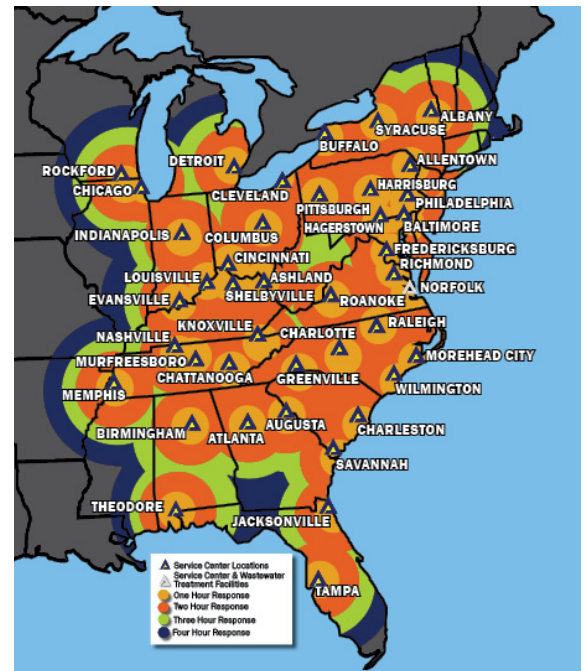 ALBANY
SYRACUSE
BUFFALO
DETROIT
ROCKFORD
CHICAGO
CLEVELAND
ALLENTOWN
HARRISBURG
PITTSBURGH
PHILADELPHIA
HAGERSTOWN
BALTIMORE
INDIANAPOLIS
COLUMBUS
CINCINNATI
FREDERICKSBURG
RICHMOND
LOUISVILLE
ASHLAND
NORFOLK
EVANSVILLE
SHELBYVILLE
ROANOKE
KNOXVILLE
RALEIGH
NASHVILLE
CHARLOTTE
MURFREESBORO
MOREHEAD CITY
CHATTANOOGA
GREENVILLE
WILMINGTON
MEMPHIS
AUGUSTA
BIRMINGHAM
ATLANTA
CHARLESTON
SAVANNAH
THEODORE
JACKSONVILLE
TAMPA
Service Center Locations
Service Center & Wastewater
Treatment Facilities
One Hour Response
Two Hour Response
Three Hour Response
Four Hour Response